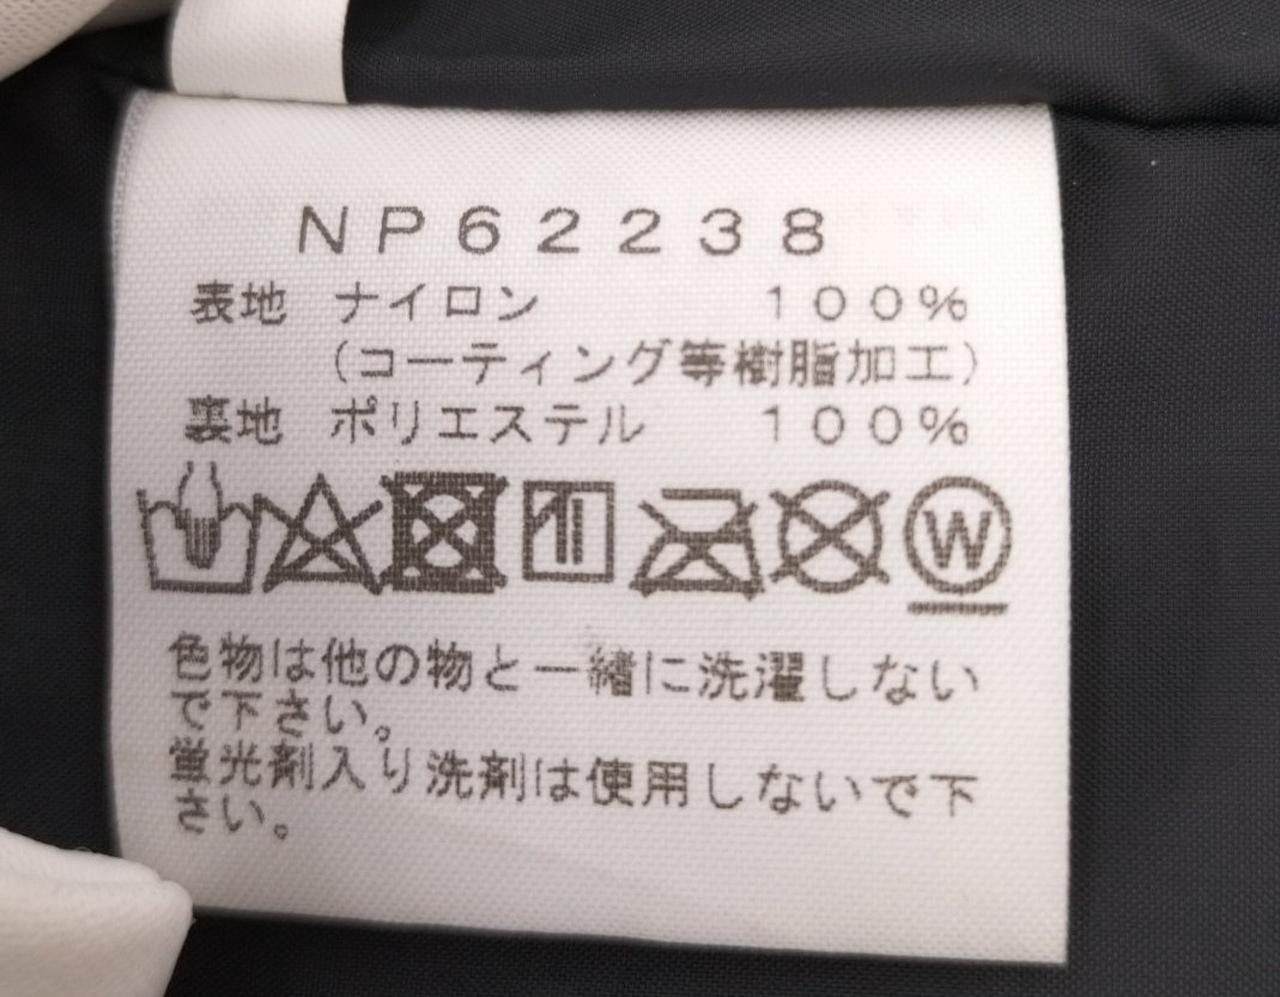 NP62238
表地 ナイロン 100%
(コーティング等樹脂加工)
裏地 ポリエステル 100%
W
色物は他の物と一緒に洗濯しない
で下さい。
蛍光剤入り洗剤は使用しないで下
さい。